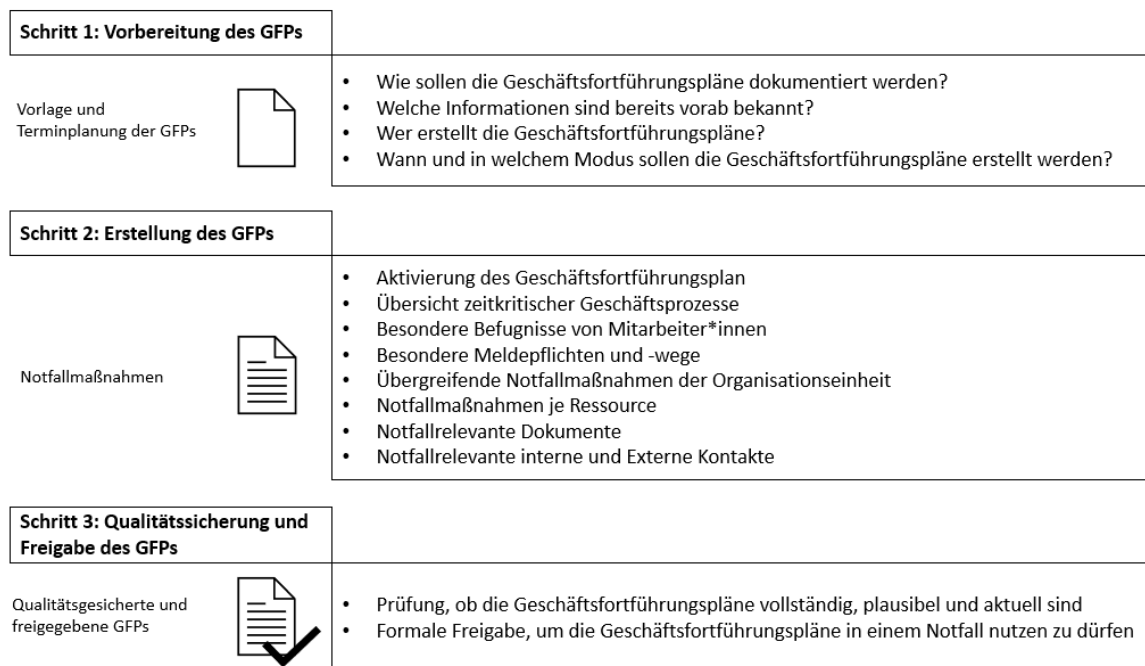 Schritt 1: Vorbereitung des GFPs
Vorlage und
Terminplanung der GFPs
• Wie sollen die Geschäftsfortführungspläne dokumentiert werden?
• Welche Informationen sind bereits vorab bekannt?
• Wer erstellt die Geschäftsfortführungspläne?
• Wann und in welchem Modus sollen die Geschäftsfortführungspläne erstellt werden?
Schritt 2: Erstellung des GFPs
Notfallmaßnahmen
• Aktivierung des Geschäftsfortführungsplan
• Übersicht zeitkritischer Geschäftsprozesse
• Besondere Befugnisse von Mitarbeiter*innen
• Besondere Meldepflichten und -wege
• Übergreifende Notfallmaßnahmen der Organisationseinheit
• Notfallmaßnahmen je Ressource
• Notfallrelevante Dokumente
• Notfallrelevante interne und Externe Kontakte
Schritt 3: Qualitätssicherung und
Freigabe des GFPs
Qualitätsgesicherte und
freigegebene GFPs
• Prüfung, ob die Geschäftsfortführungspläne vollständig, plausibel und aktuell sind
• Formale Freigabe, um die Geschäftsfortführungspläne in einem Notfall nutzen zu dürfen